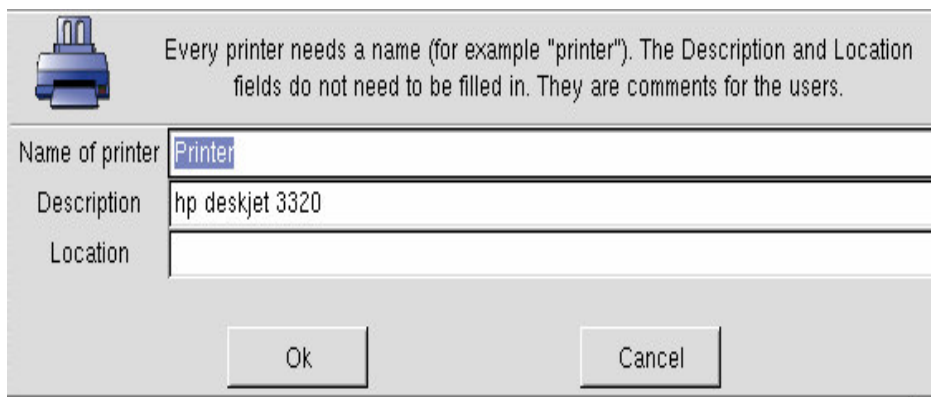 Every printer needs a name (for example "printer"). The Description and Location
fields do not need to be filled in. They are comments for the users.
Name of printer Printer
Description hp deskjet 3320
Location
Ok Cancel